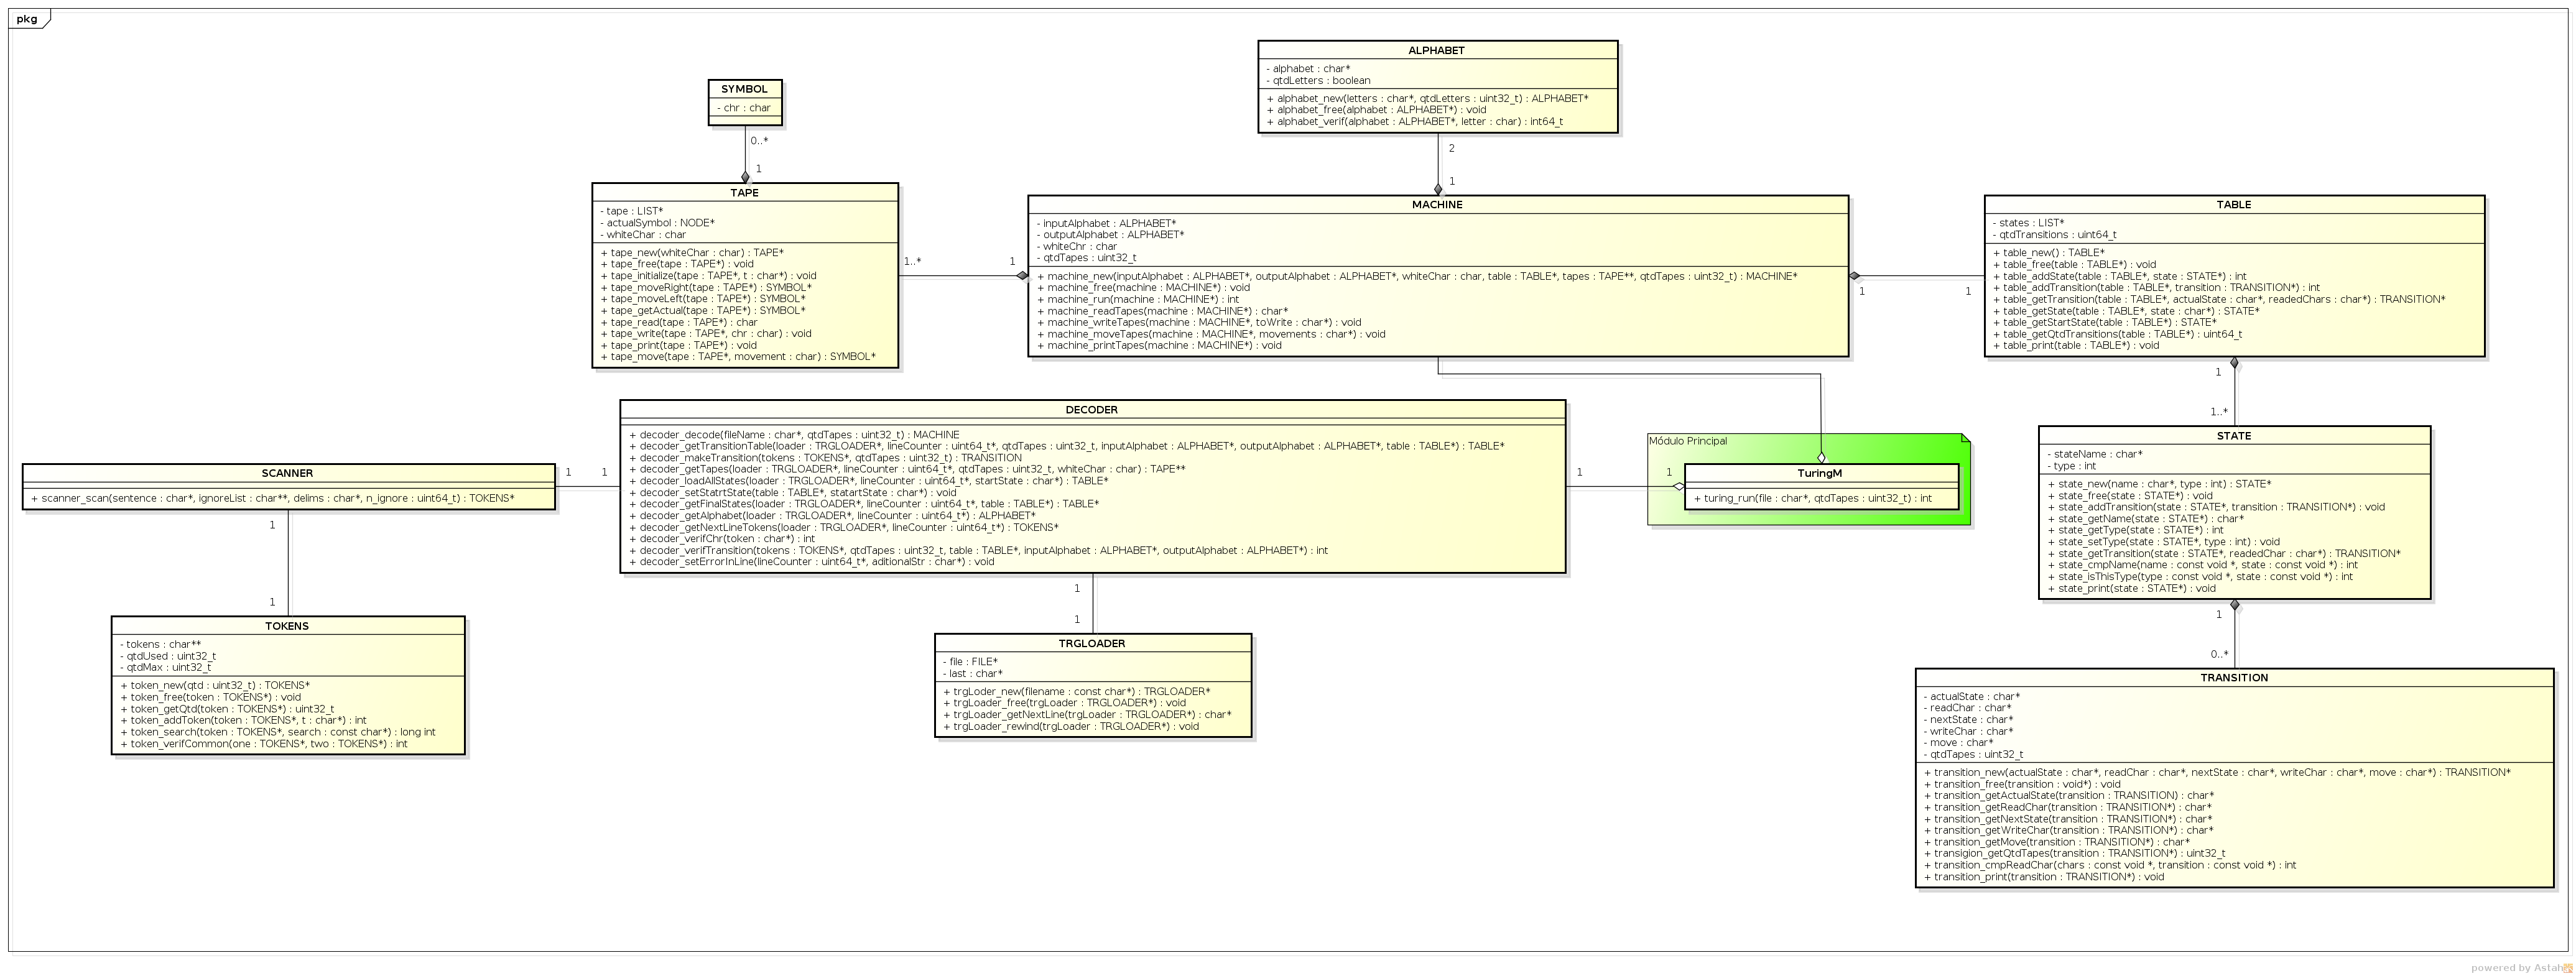 pkg
ALPHABET
- alphabet : char*
- qtdLetters : boolean
+ alphabet_new(letters : char*, qtdLetters : uint32_t) : ALPHABET*
+ alphabet_free(alphabet : ALPHABET*) : void
+ alphabet_verif(alphabet : ALPHABET*, letter : char) : int64_t
SYMBOL
- chr : char
0..*
1
2
1
TAPE
- tape : LIST*
- actualSymbol : NODE*
- whiteChar : char
+ tape_new(whiteChar : char) : TAPE*
+ tape_free(tape : TAPE*) : void
+ tape_initialize(tape : TAPE*, t : char*) : void
+ tape_moveRight(tape : TAPE*) : SYMBOL*
+ tape_moveLeft(tape : TAPE*) : SYMBOL*
+ tape_getActual(tape : TAPE*) : SYMBOL*
+ tape_read(tape : TAPE*) : char
+ tape_write(tape : TAPE*, chr : char) : void
+ tape_print(tape : TAPE*) : void
+ tape_move(tape : TAPE*, movement : char) : SYMBOL*
1..*
1
MACHINE
- inputAlphabet : ALPHABET*
- outputAlphabet : ALPHABET*
- whiteChr : char
- qtdTapes : uint32_t
+ machine_new(inputAlphabet : ALPHABET*, outputAlphabet : ALPHABET*, whiteChar : char, table : TABLE*, tapes : TAPE**, qtdTapes : uint32_t) : MACHINE*
+ machine_free(machine : MACHINE*) : void
+ machine_run(machine : MACHINE*) : int
+ machine_readTapes(machine : MACHINE*) : char*
+ machine_writeTapes(machine : MACHINE*, toWrite : char*) : void
+ machine_moveTapes(machine : MACHINE*, movements : char*) : void
+ machine_printTapes(machine : MACHINE*) : void
1
1
TABLE
- states : LIST*
- qtdTransitions : uint64_t
+ table_new() : TABLE*
+ table_free(table : TABLE*) : void
+ table_addState(table : TABLE*, state : STATE*) : int
+ table_addTransition(table : TABLE*, transition : TRANSITION*) : int
+ table_getTransition(table : TABLE*, actualState : char*, readedChars : char*) : TRANSITION*
+ table_getState(table : TABLE*, state : char*) : STATE*
+ table_getStartState(table : TABLE*) : STATE*
+ table_getQtdTransitions(table : TABLE*) : uint64_t
+ table_print(table : TABLE*) : void
1
1..*
DECODER
+ decoder_decode(fileName : char*, qtdTapes : uint32_t) : MACHINE
+ decoder_getTransitionTable(loader : TRGLOADER*, lineCounter : uint64_t*, qtdTapes : uint32_t, inputAlphabet : ALPHABET*, outputAlphabet : ALPHABET*, table : TABLE*) : TABLE*
+ decoder_makeTransition(tokens : TOKENS*, qtdTapes : uint32_t) : TRANSITION
+ decoder_getTapes(loader : TRGLOADER*, lineCounter : uint64_t*, qtdTapes : uint32_t, whiteChar : char) : TAPE**
+ decoder_loadAllStates(loader : TRGLOADER*, lineCounter : uint64_t*, startState : char*) : TABLE*
+ decoder_setStatrtState(table : TABLE*, statartState : char*) : void
+ decoder_getFinalStates(loader : TRGLOADER*, lineCounter : uint64_t*, table : TABLE*) : TABLE*
+ decoder_getAlphabet(loader : TRGLOADER*, lineCounter : uint64_t*) : ALPHABET*
+ decoder_getNextLineTokens(loader : TRGLOADER*, lineCounter : uint64_t*) : TOKENS*
+ decoder_verifChr(token : char*) : int
+ decoder_verifTransition(tokens : TOKENS*, qtdTapes : uint32_t, table : TABLE*, inputAlphabet : ALPHABET*, outputAlphabet : ALPHABET*) : int
+ decoder_setErrorInLine(lineCounter : uint64_t*, aditionalStr : char*) : void
1
1
Módulo Principal
TuringM
+ turing_run(file : char*, qtdTapes : uint32_t) : int
STATE
- stateName : char*
- type : int
+ state_new(name : char*, type : int) : STATE*
+ state_free(state : STATE*) : void
+ state_addTransition(state : STATE*, transition : TRANSITION*) : void
+ state_getName(state : STATE*) : char*
+ state_getType(state : STATE*) : int
+ state_setType(state : STATE*, type : int) : void
+ state_getTransition(state : STATE*, readedChar : char*) : TRANSITION*
+ state_cmpName(name : const void *, state : const void *) : int
+ state_isThisType(type : const void *, state : const void *) : int
+ state_print(state : STATE*) : void
1
0..*
SCANNER
+ scanner_scan(sentence : char*, ignoreList : char**, delims : char*, n_ignore : uint64_t) : TOKENS*
1
1
1
1
TOKENS
- tokens : char**
- qtdUsed : uint32_t
- qtdMax : uint32_t
+ token_new(qtd : uint32_t) : TOKENS*
+ token_free(token : TOKENS*) : void
+ token_getQtd(token : TOKENS*) : uint32_t
+ token_addToken(token : TOKENS*, t : char*) : int
+ token_search(token : TOKENS*, search : const char*) : long int
+ token_verifCommon(one : TOKENS*, two : TOKENS*) : int
1
1
TRGLOADER
- file : FILE*
- last : char*
+ trgLoder_new(filename : const char*) : TRGLOADER*
+ trgLoader_free(trgLoader : TRGLOADER*) : void
+ trgLoader_getNextLine(trgLoader : TRGLOADER*) : char*
+ trgLoader_rewind(trgLoader : TRGLOADER*) : void
TRANSITION
- actualState : char*
- readChar : char*
- nextState : char*
- writeChar : char*
- move : char*
- qtdTapes : uint32_t
+ transition_new(actualState : char*, readChar : char*, nextState : char*, writeChar : char*, move : char*) : TRANSITION*
+ transition_free(transition : void*) : void
+ transition_getActualState(transition : TRANSITION) : char*
+ transition_getReadChar(transition : TRANSITION*) : char*
+ transition_getNextState(transition : TRANSITION*) : char*
+ transition_getWriteChar(transition : TRANSITION*) : char*
+ transition_getMove(transition : TRANSITION*) : char*
+ transigion_getQtdTapes(transition : TRANSITION*) : uint32_t
+ transition_cmpReadChar(chars : const void *, transition : const void *) : int
+ transition_print(transition : TRANSITION*) : void
powered by Astah